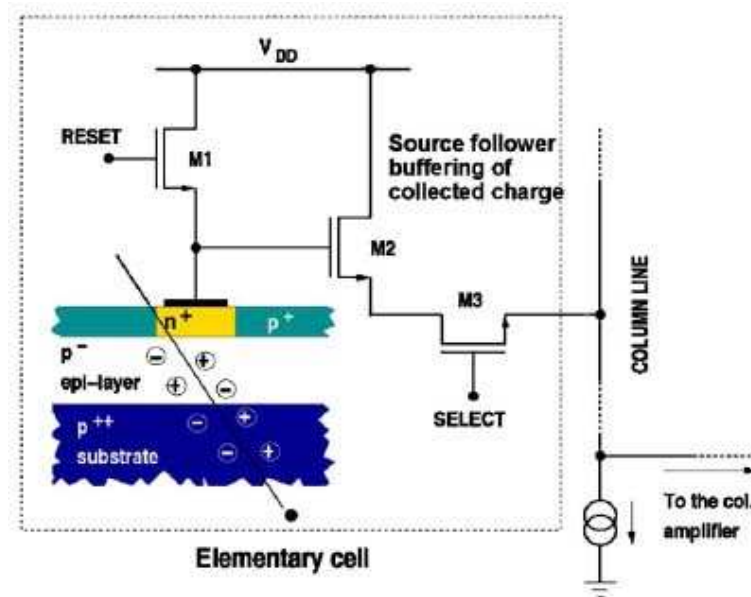 V DD
RESET
M1
Source follower
buffering of
collected charge
M2
M3
COLUMN LINE
n+
p+
p-
epi-layer
SELECT
p++
substrate
To the col.
amplifier
Elementary cell